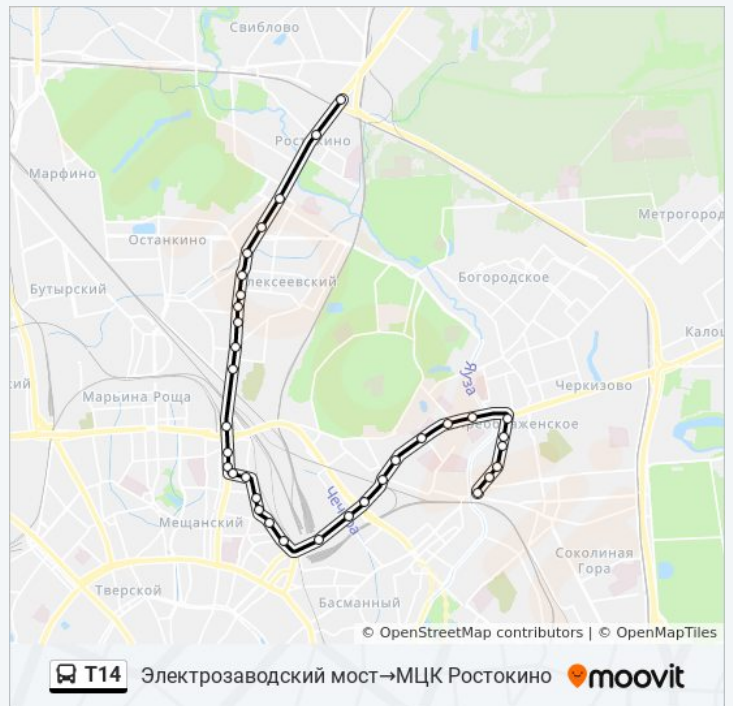 Свиблово
Ростокино
Марфино
Метрогород
Останкино
Богородское
Алексеевский
Бутырский
Яуза
Марьина Роща
Черкизово
Преображенское
Чечёра
Мещанский
Соколиная
Гора
Тверской
Басманный
© OpenStreetMap contributors | © OpenMapTiles
T14 Электрозаводский мост→МЦК Ростокино moovit